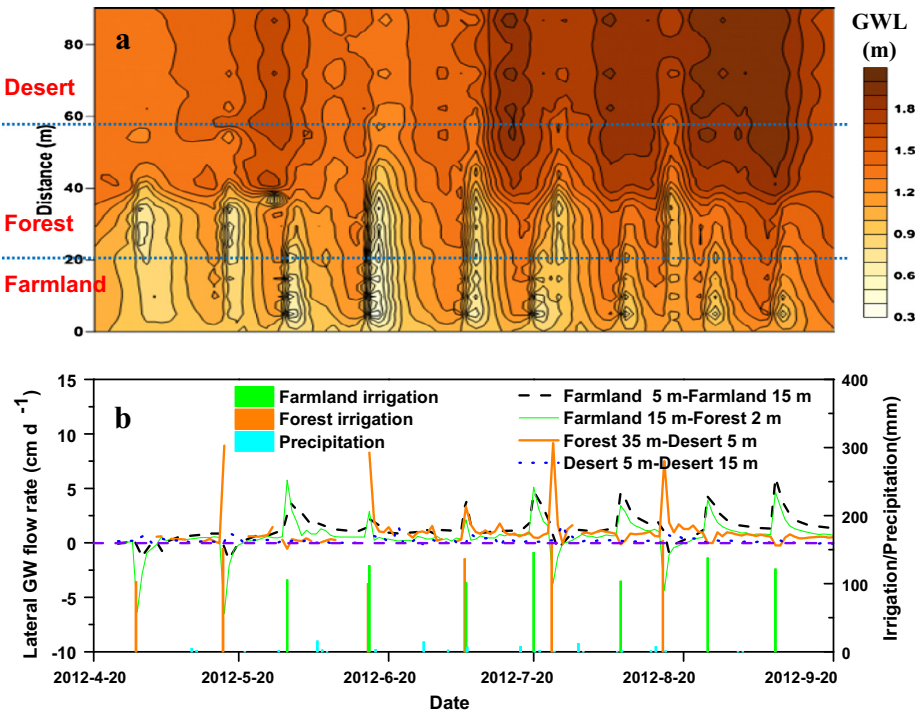 a
GWL
(m)
80
60
40
20
0
Distance (m)
Desert
Forest
Farmland
1.8
1.5
1.2
0.9
0.6
0.3
b
15
10
5
0
-5
-10
Lateral GW flow rate (cm d -1)
Farmland irrigation
Forest irrigation
Precipitation
Farmland 5 m-Farmland 15 m
Farmland 15 m-Forest 2 m
Forest 35 m-Desert 5 m
Desert 5 m-Desert 15 m
400
300
200
100
0
Irrigation/Precipitation(mm)
2012-4-20 2012-5-20 2012-6-20 2012-7-20 2012-8-20 2012-9-20
Date